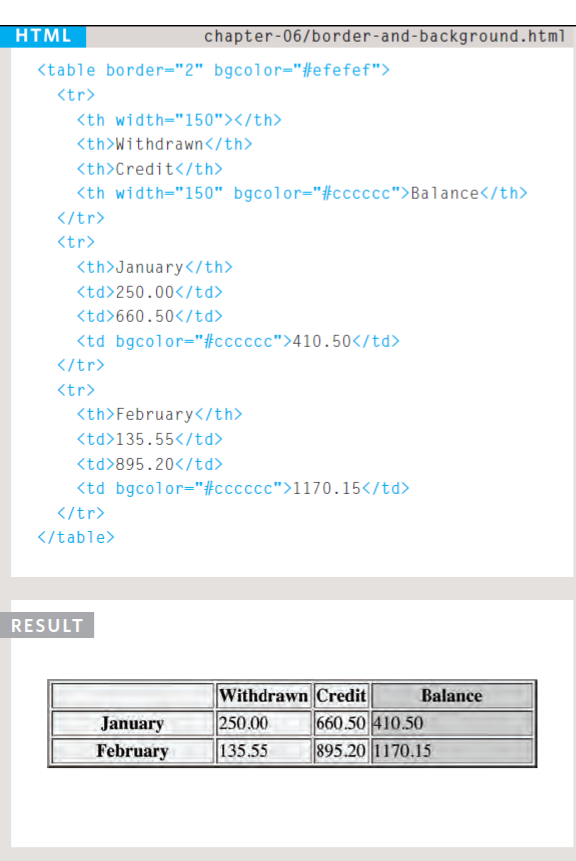 HTML chapter-06/border-and-background.html
<table border="2" bgcolor="#efefef">
  <tr>
    <th width="150"></th>
    <th>Withdrawn</th>
    <th>Credit</th>
    <th width="150" bgcolor="#cccccc">Balance</th>
  </tr>
  <tr>
    <th>January</th>
    <td>250.00</td>
    <td>660.50</td>
    <td bgcolor="#cccccc">410.50</td>
  </tr>
  <tr>
    <th>February</th>
    <td>135.55</td>
    <td>895.20</td>
    <td bgcolor="#cccccc">1170.15</td>
  </tr>
</table>
RESULT
Withdrawn Credit Balance
January 250.00 660.50 410.50
February 135.55 895.20 1170.15